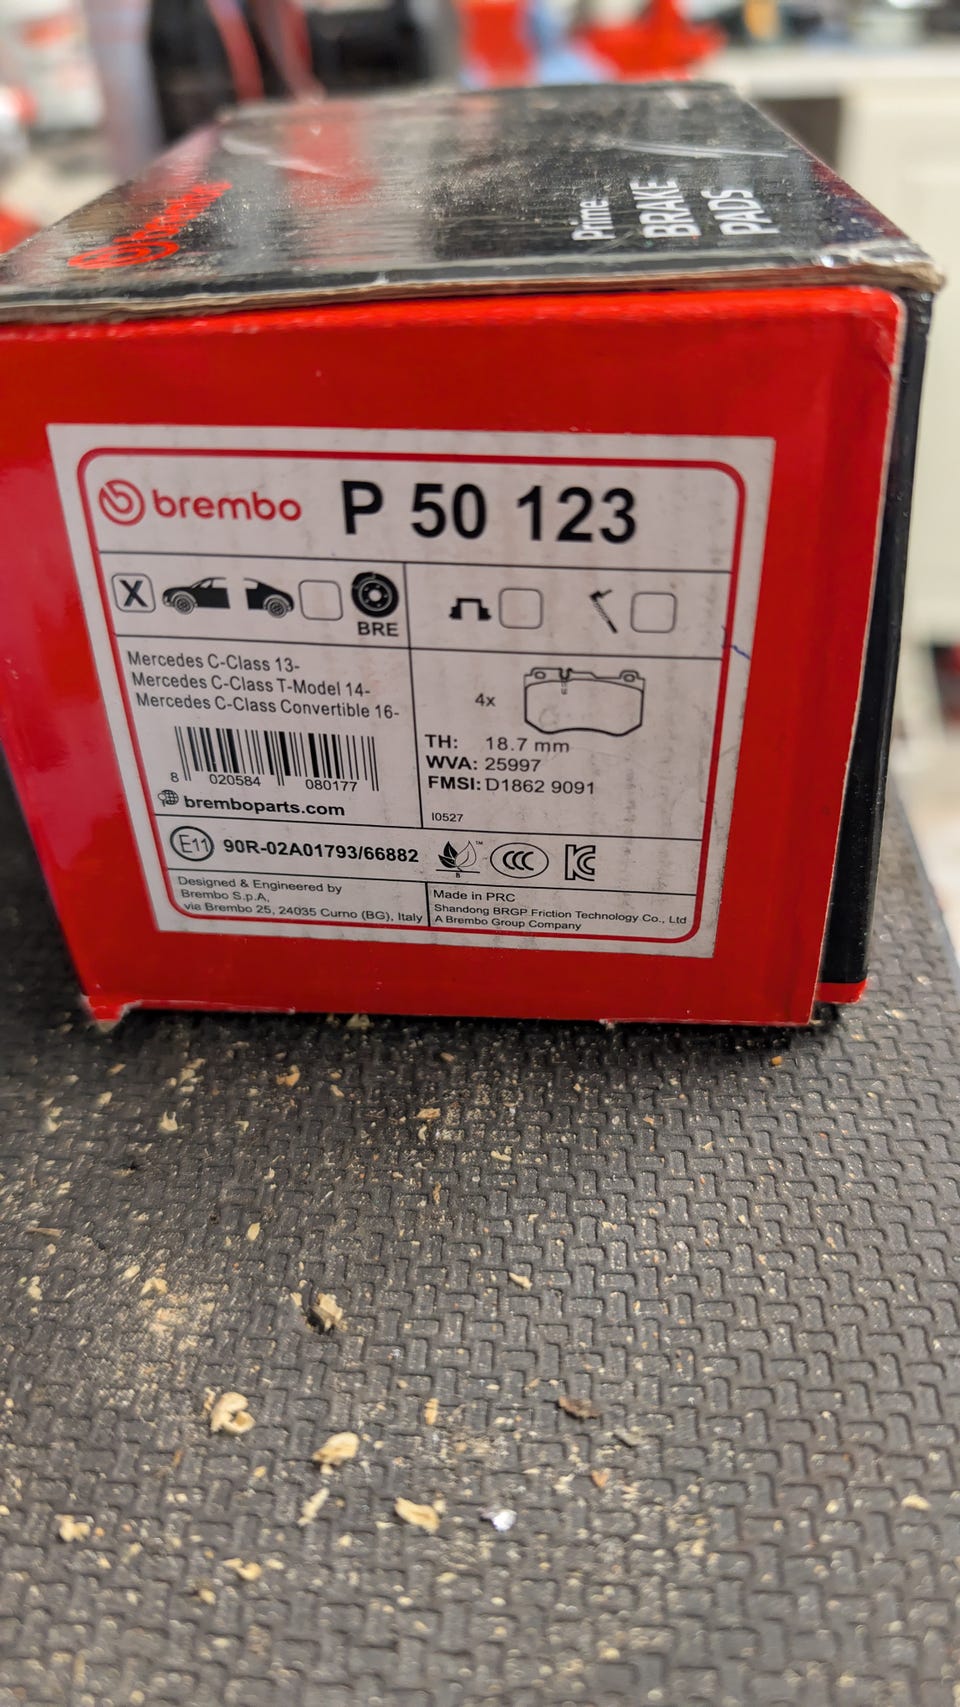 brembo
Prime
BRAKE
PADS
brembo P 50 123
X
BRE
Mercedes C-Class 13-
Mercedes C-Class T-Model 14-
Mercedes C-Class Convertible 16-
8 020584 080177
bremboparts.com
4x
TH: 18.7 mm
WVA: 25997
FMSI: D1862 9091
I0527
E11 90R-02A01793/66882
B
TM
CCC
KC
Designed & Engineered by
Brembo S.p.A,
via Brembo 25, 24035 Curno (BG), Italy
Made in PRC
Shandong BRGP Friction Technology Co., Ltd
A Brembo Group Company